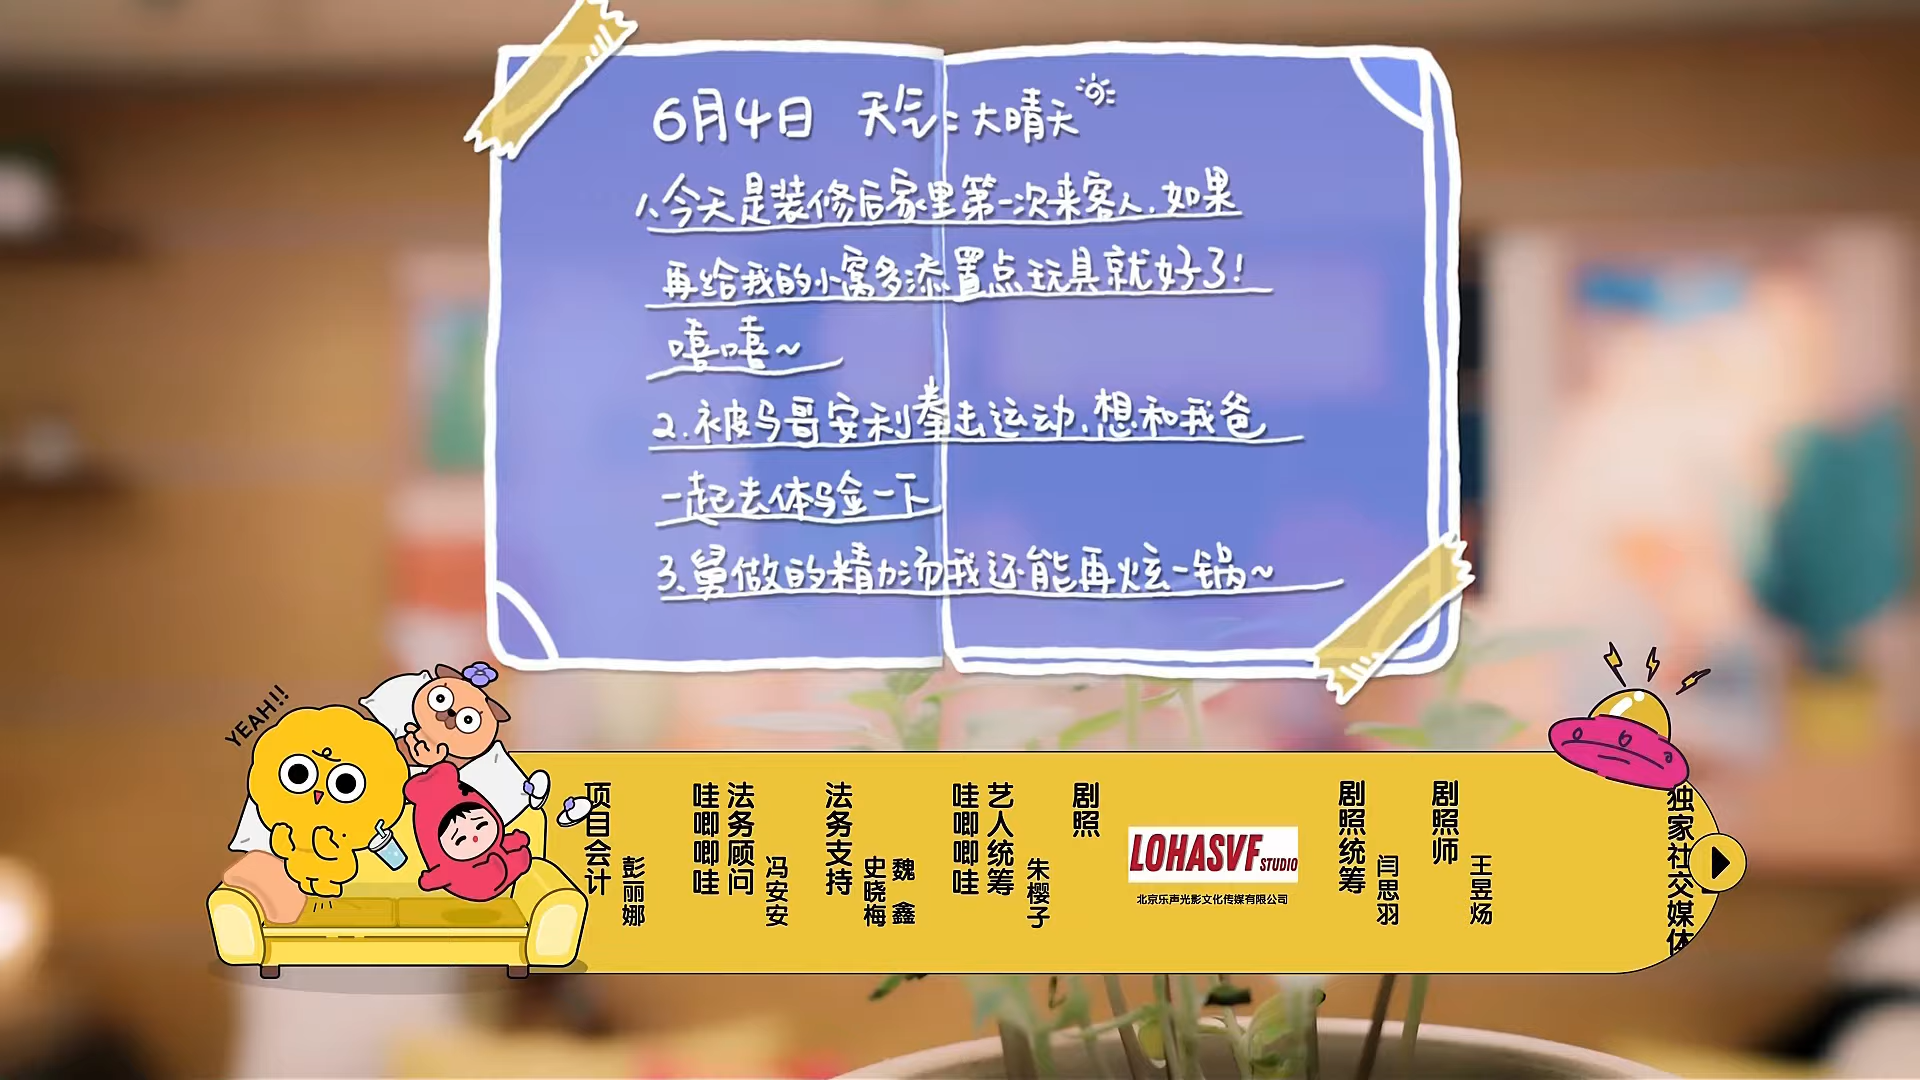 6月4日 天气:大晴天
1、今天是装修后家里第一次来客人,如果
再给我的小窝多添置点玩具就好了!
嘻嘻~
2.被马哥安利拳击运动,想和我爸
一起去体验一下
3、舅做的精力汤我还能再炫一锅~
YEAH!!
项目会计
彭丽娜
哇唧唧哇
法务顾问
冯安安
法务支持
史晓梅
魏鑫
哇唧唧哇
艺人统筹
朱樱子
剧照
LOHASVF STUDIO
北京乐声光影文化传媒有限公司
剧照统筹
闫思羽
剧照师
王昱炀
独家社交媒体